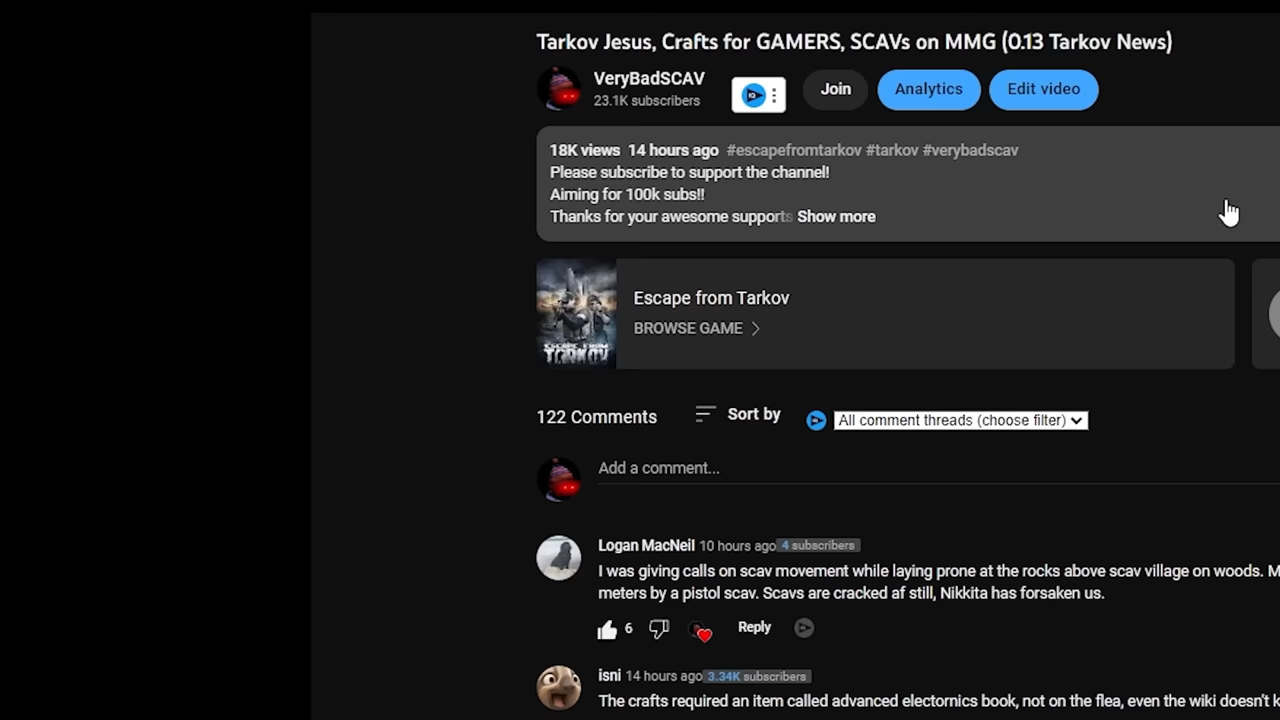 Tarkov Jesus, Crafts for GAMERS, SCAVs on MMG (0.13 Tarkov News)
VeryBadSCAV
23.1K subscribers
Join
Analytics
Edit video
18K views 14 hours ago #escapefromtarkov #tarkov #verybadscav
Please subscribe to support the channel!
Aiming for 100k subs!!
Thanks for your awesome supports Show more
Escape from Tarkov
BROWSE GAME
ESCAPE FROM
TARKOV
122 Comments
Sort by
All comment threads (choose filter)
Add a comment...
Logan MacNeil 10 hours ago 4 subscribers
I was giving calls on scav movement while laying prone at the rocks above scav village on woods. M
meters by a pistol scav. Scavs are cracked af still, Nikkita has forsaken us.
6
Reply
isni 14 hours ago 3.34K subscribers
The crafts required an item called advanced electornics book, not on the flea, even the wiki doesn't k